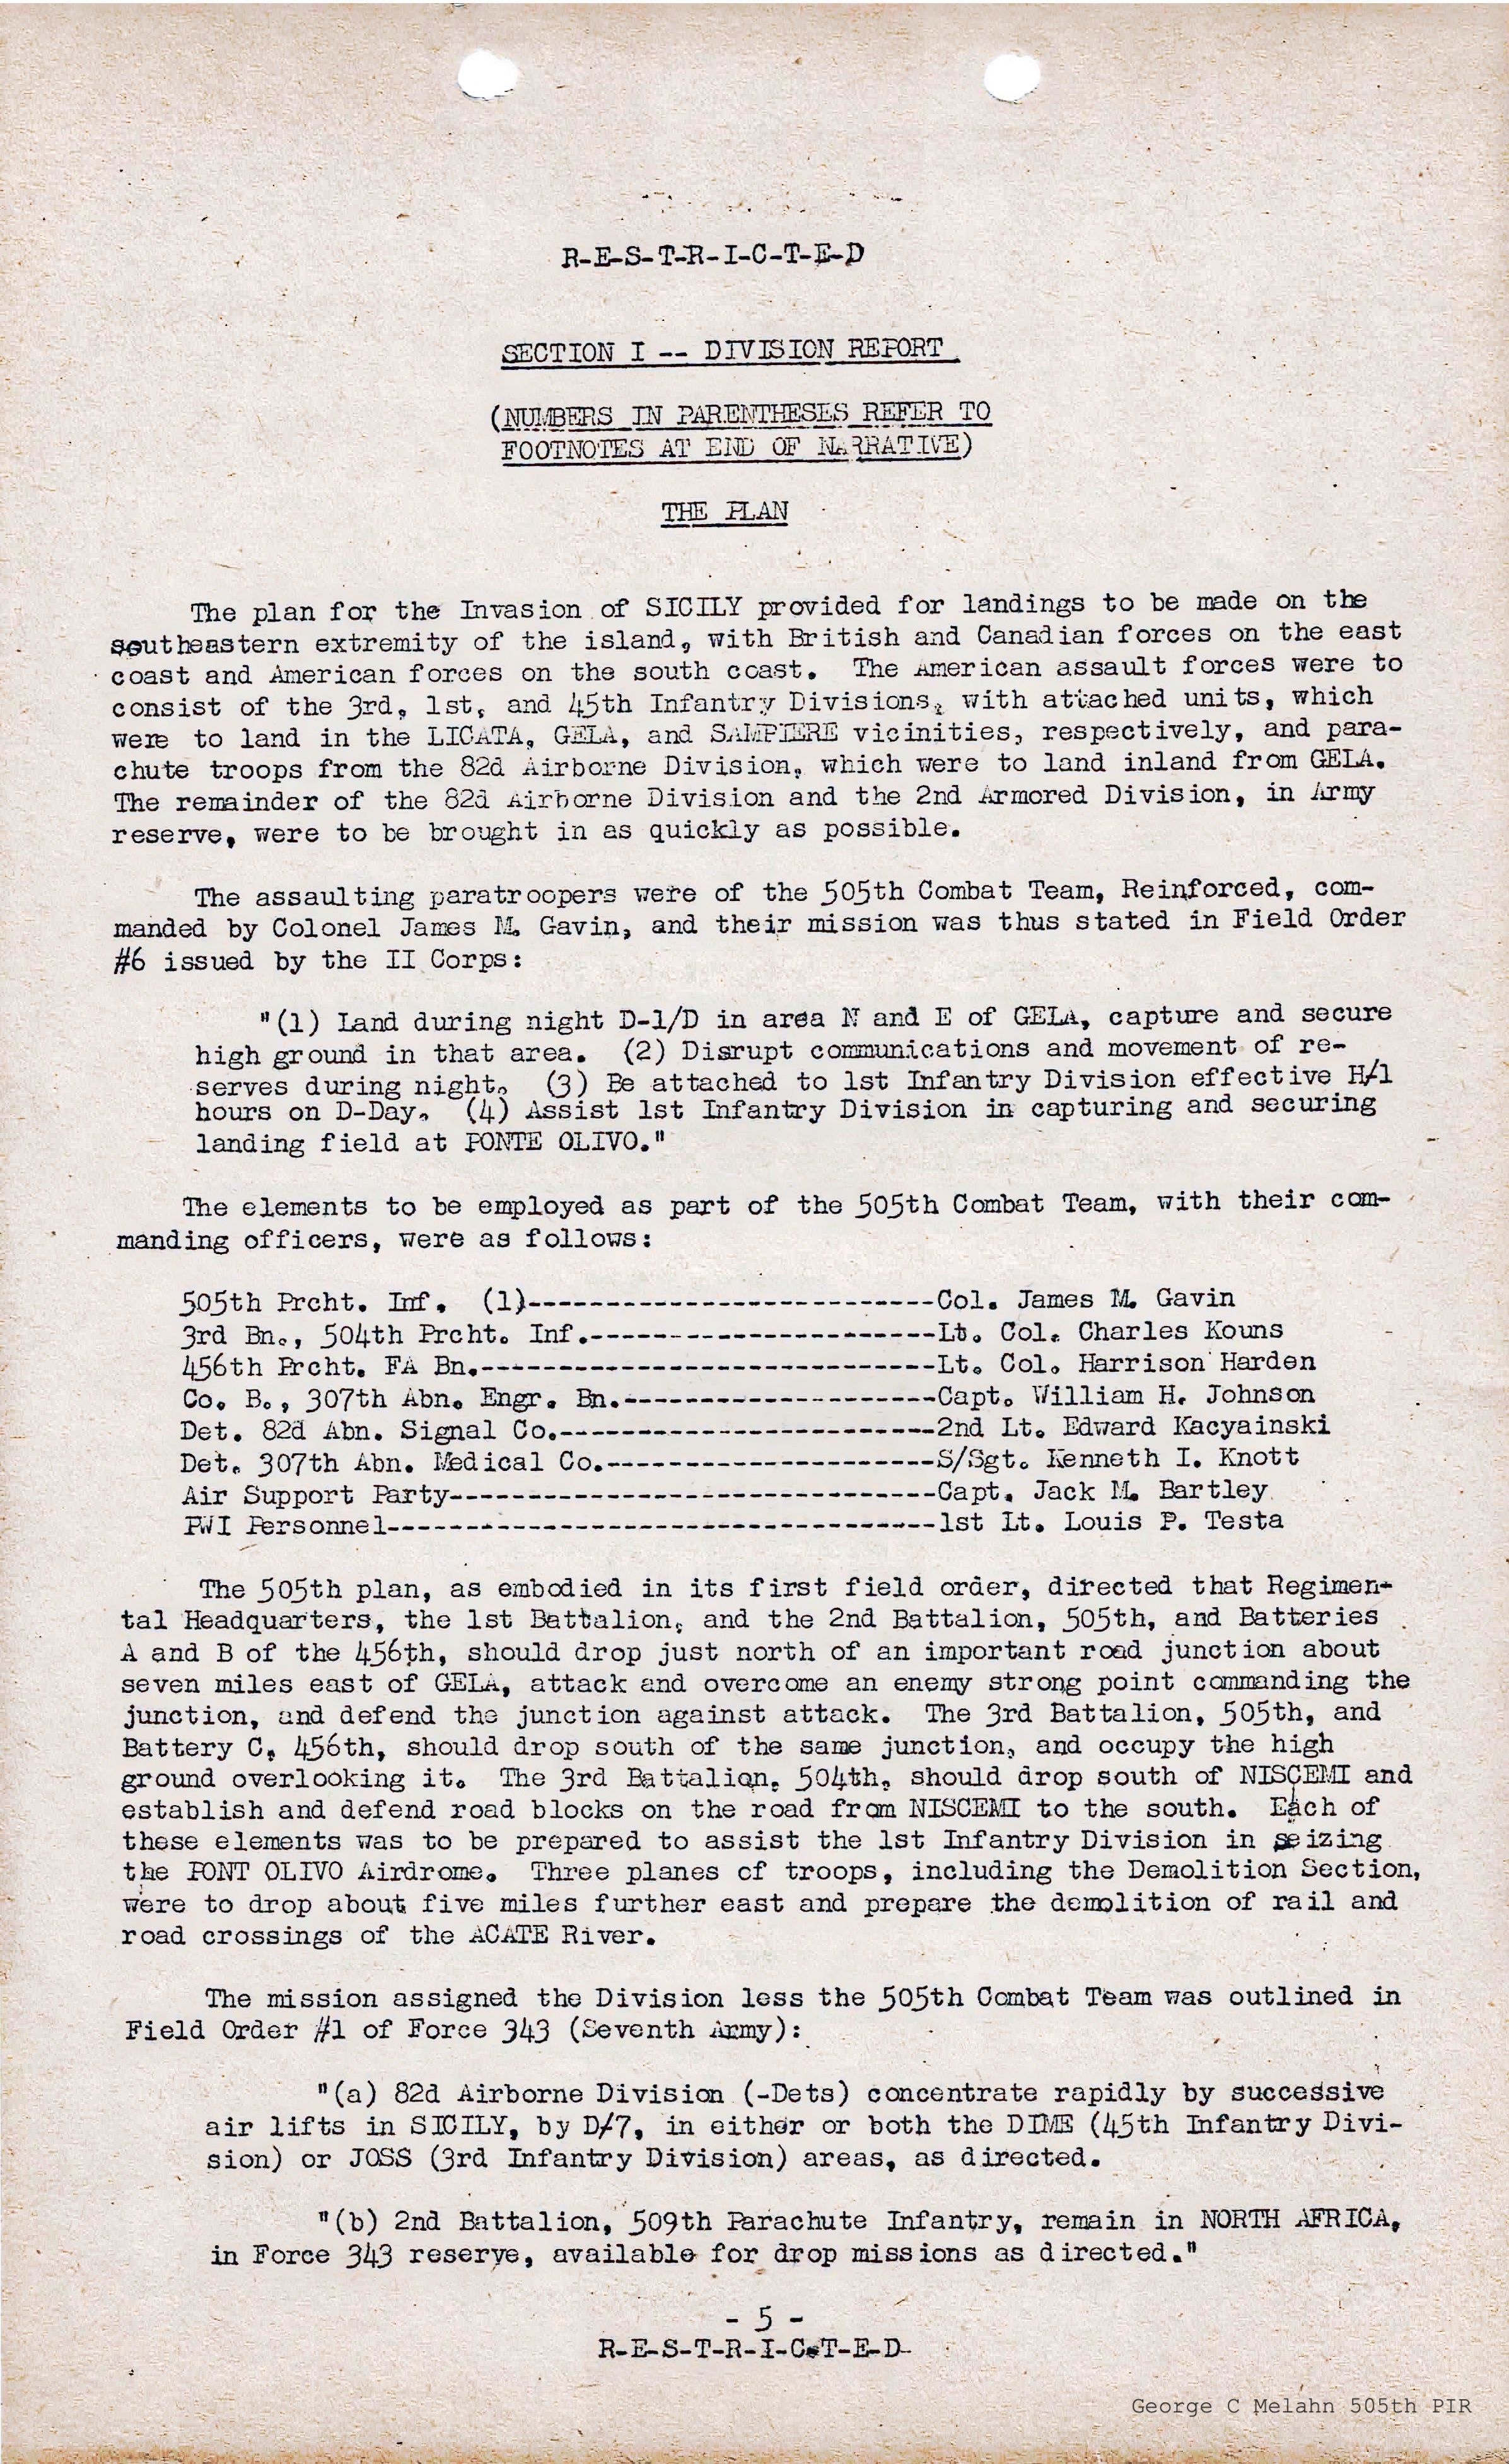 R-E-S-T-R-I-C-T-E-D
SECTION I -- DIVISION REPORT
(NUMBERS IN PARENTHESES REFER TO
FOOTNOTES AT END OF NARRATIVE)
THE PLAN
The plan for the Invasion of SICILY provided for landings to be made on the
southeastern extremity of the island, with British and Canadian forces on the east
coast and American forces on the south coast. The American assault forces were to
consist of the 3rd, 1st, and 45th Infantry Divisions, with attached units, which
were to land in the LICATA, GELA, and SAMPIERE vicinities, respectively, and para-
chute troops from the 82d Airborne Division, which were to land inland from GELA.
The remainder of the 82d Airborne Division and the 2nd Armored Division, in Army
reserve, were to be brought in as quickly as possible.
The assaulting paratroopers were of the 505th Combat Team, Reinforced, com-
manded by Colonel James M. Gavin, and their mission was thus stated in Field Order
#6 issued by the II Corps:
"(1) Land during night D-1/D in area N and E of GELA, capture and secure
high ground in that area. (2) Disrupt communications and movement of re-
serves during night. (3) Be attached to 1st Infantry Division effective H/1
hours on D-Day. (4) Assist 1st Infantry Division in capturing and securing
landing field at PONTE OLIVO."
The elements to be employed as part of the 505th Combat Team, with their com-
manding officers, were as follows:
505th Prcht. Inf. (1)--------------------------Col. James M. Gavin
3rd Bn., 504th Prcht. Inf.----------------------Lt. Col. Charles Kouns
456th Prcht. FA Bn.-----------------------------Lt. Col. Harrison Harden
Co. B., 307th Abn. Engr. Bn.--------------------Capt. William H. Johnson
Det. 82d Abn. Signal Co.------------------------2nd Lt. Edward Kacyainski
Det. 307th Abn. Medical Co.---------------------S/Sgt. Kenneth I. Knott
Air Support Party-------------------------------Capt. Jack M. Bartley
PWI Personnel-----------------------------------1st Lt. Louis P. Testa
The 505th plan, as embodied in its first field order, directed that Regimen-
tal Headquarters, the 1st Battalion, and the 2nd Battalion, 505th, and Batteries
A and B of the 456th, should drop just north of an important road junction about
seven miles east of GELA, attack and overcome an enemy strong point commanding the
junction, and defend the junction against attack. The 3rd Battalion, 505th, and
Battery C, 456th, should drop south of the same junction, and occupy the high
ground overlooking it. The 3rd Battalion, 504th, should drop south of NISCEMI and
establish and defend road blocks on the road from NISCEMI to the south. Each of
these elements was to be prepared to assist the 1st Infantry Division in seizing
the PONT OLIVO Airdrome. Three planes of troops, including the Demolition Section,
were to drop about five miles further east and prepare the demolition of rail and
road crossings of the ACATE River.
The mission assigned the Division less the 505th Combat Team was outlined in
Field Order #1 of Force 343 (Seventh Army):
"(a) 82d Airborne Division (-Dets) concentrate rapidly by successive
air lifts in SICILY, by D/7, in either or both the DIME (45th Infantry Divi-
sion) or JOSS (3rd Infantry Division) areas, as directed.
"(b) 2nd Battalion, 509th Parachute Infantry, remain in NORTH AFRICA,
in Force 343 reserve, available for drop missions as directed."
- 5 -
R-E-S-T-R-I-C-T-E-D
George C Melahn 505th PIR